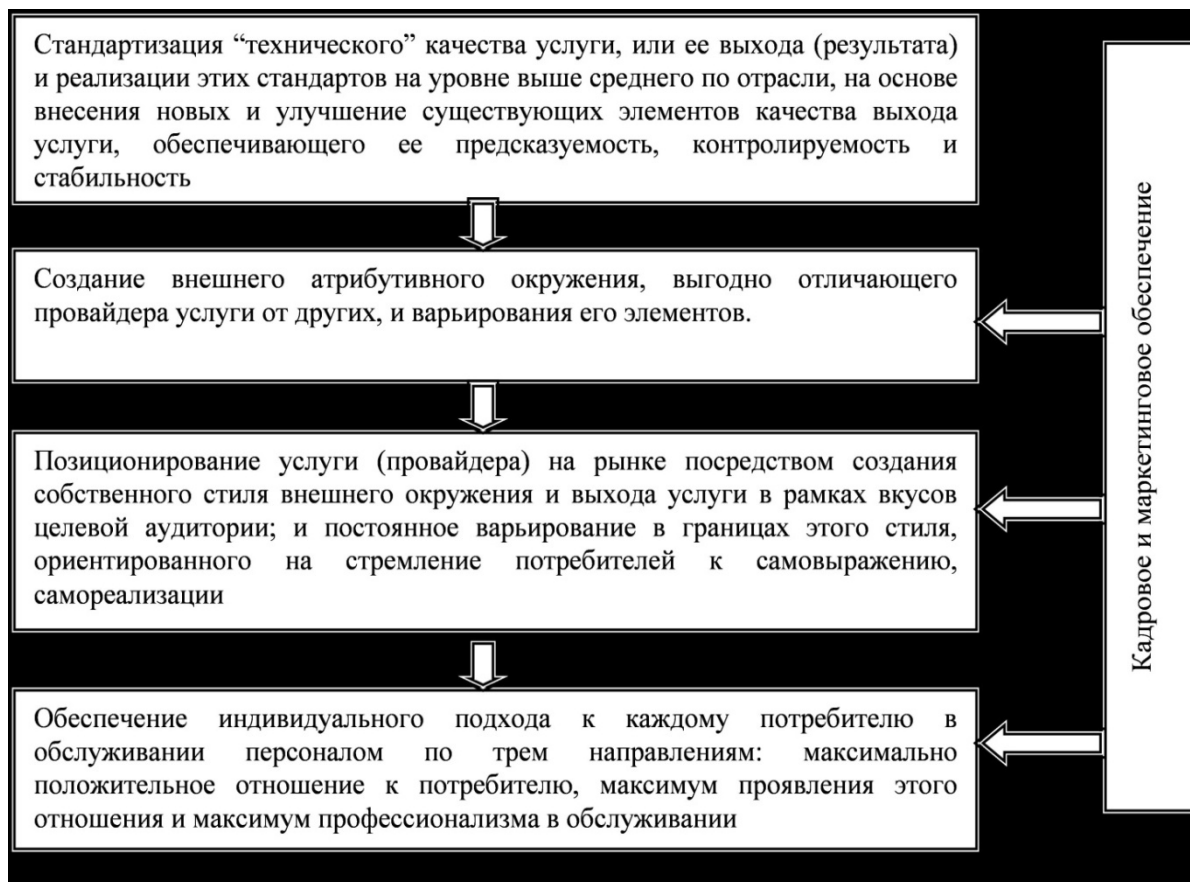 Стандартизация “технического” качества услуги, или ее выхода (результата)
и реализации этих стандартов на уровне выше среднего по отрасли, на основе
внесения новых и улучшение существующих элементов качества выхода
услуги, обеспечивающего ее предсказуемость, контролируемость и
стабильность
Создание внешнего атрибутивного окружения, выгодно отличающего
провайдера услуги от других, и варьирования его элементов.
Позиционирование услуги (провайдера) на рынке посредством создания
собственного стиля внешнего окружения и выхода услуги в рамках вкусов
целевой аудитории; и постоянное варьирование в границах этого стиля,
ориентированного на стремление потребителей к самовыражению,
самореализации
Обеспечение индивидуального подхода к каждому потребителю в
обслуживании персоналом по трем направлениям: максимально
положительное отношение к потребителю, максимум проявления этого
отношения и максимум профессионализма в обслуживании
Кадровое и маркетинговое обеспечение